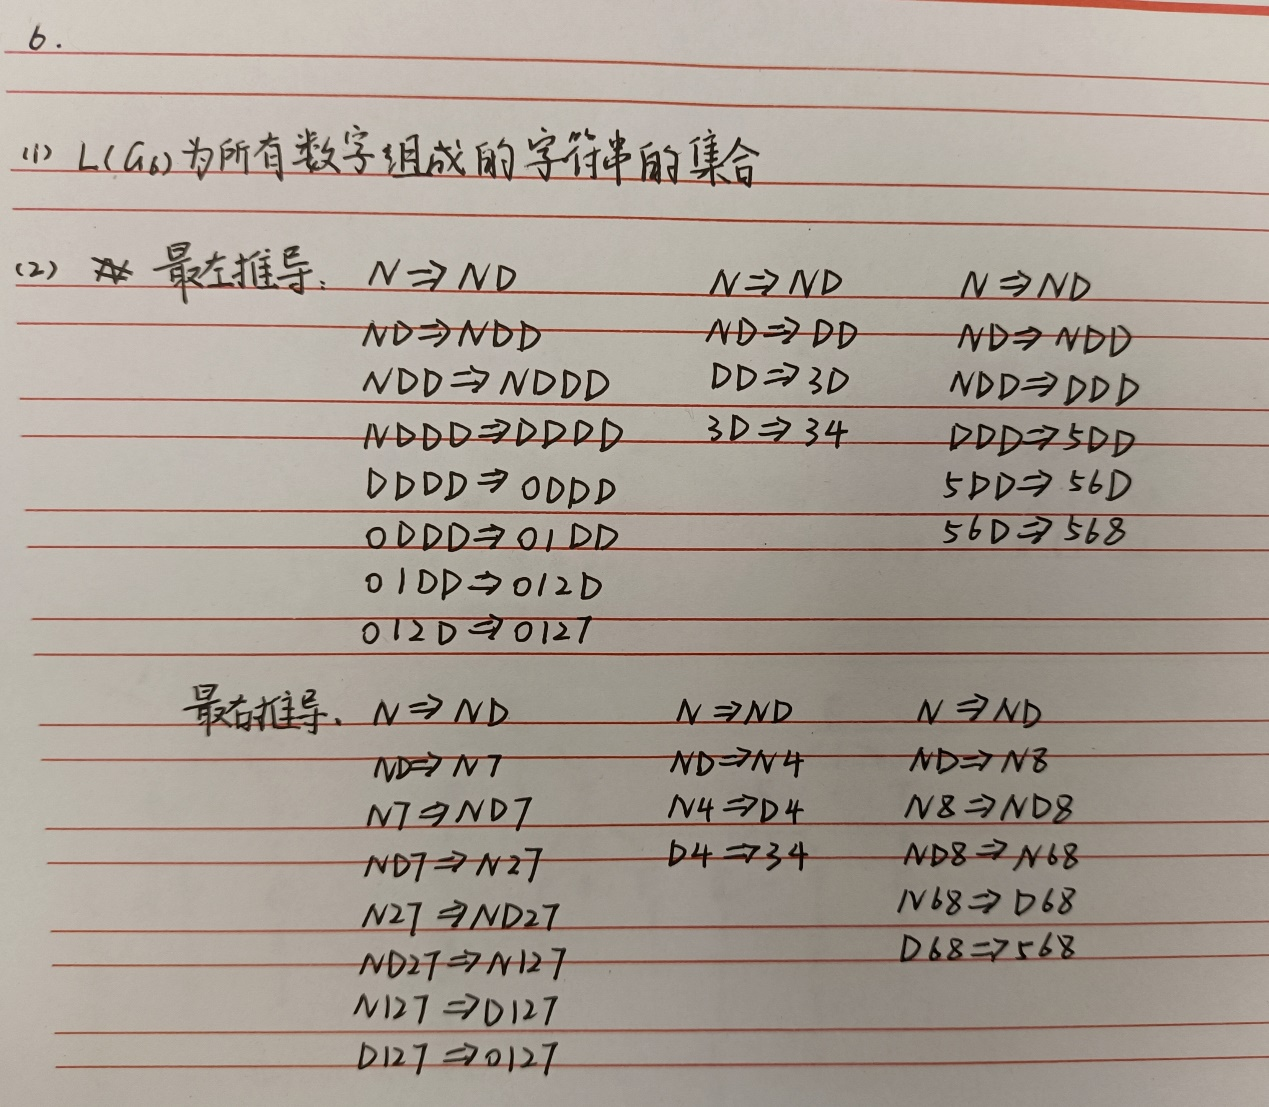 6.
(1) L(G₆)为所有数字组成的字符串的集合
(2) 最左推导: N⇒ND N⇒ND N⇒ND
ND⇒NDD ND⇒DD ND⇒NDD
NDD⇒NDDD DD⇒3D NDD⇒DDD
NDDD⇒DDDD 3D⇒34 DDD⇒5DD
DDDD⇒0DDD 5DD⇒56D
0DDD⇒01DD 56D⇒568
01DD⇒012D
012D⇒0127
最右推导、 N⇒ND N⇒ND N⇒ND
ND⇒N7 ND⇒N4 ND⇒N8
N7⇒ND7 N4⇒D4 N8⇒ND8
ND7⇒N27 D4⇒34 ND8⇒N68
N27⇒ND27 N68⇒D68
ND27⇒N127 D68⇒568
N127⇒D127
D127⇒0127